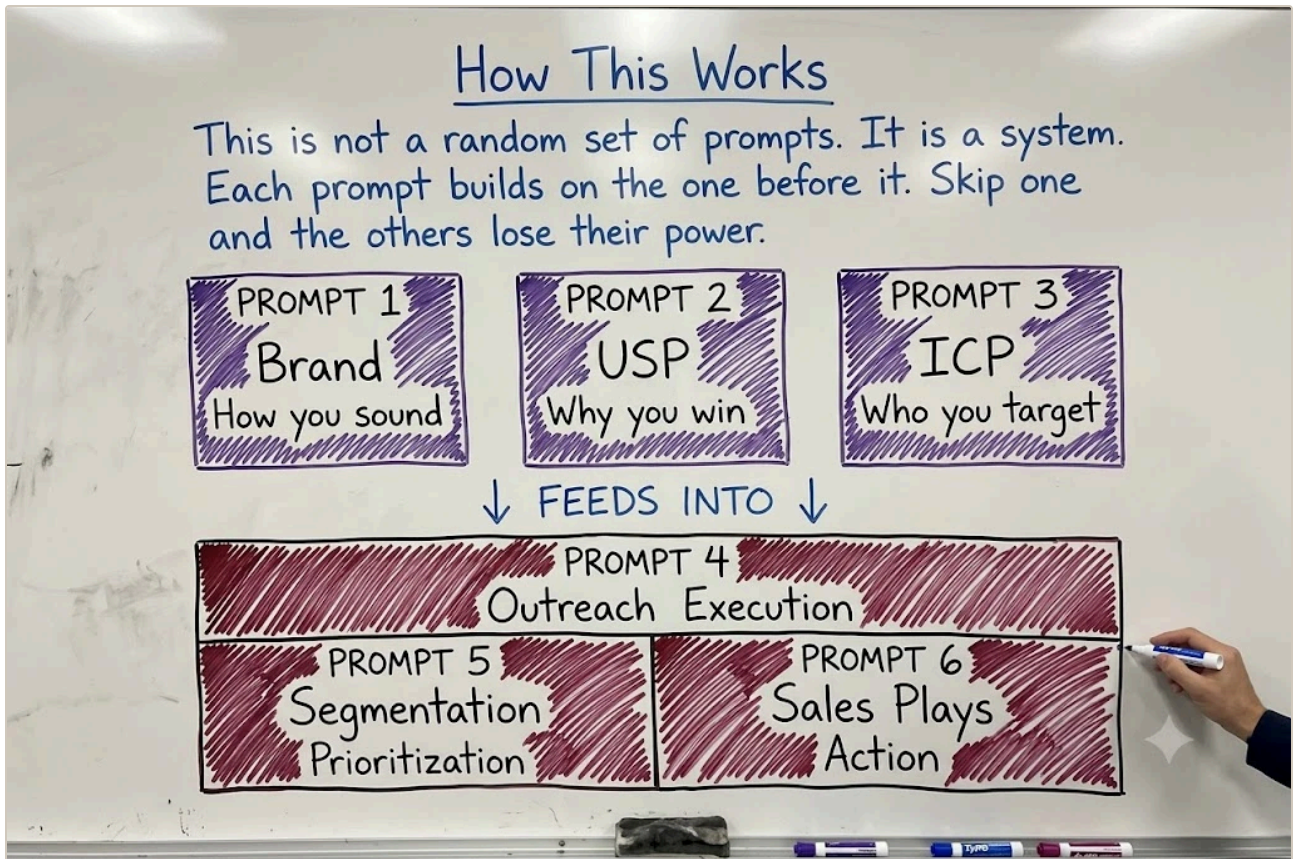 How This Works
This is not a random set of prompts. It is a system.
Each prompt builds on the one before it. Skip one
and the others lose their power.
PROMPT 1
Brand
How you sound
PROMPT 2
USP
Why you win
PROMPT 3
ICP
Who you target
↓ FEEDS INTO ↓
PROMPT 4
Outreach Execution
PROMPT 5
Segmentation
Prioritization
PROMPT 6
Sales Plays
Action